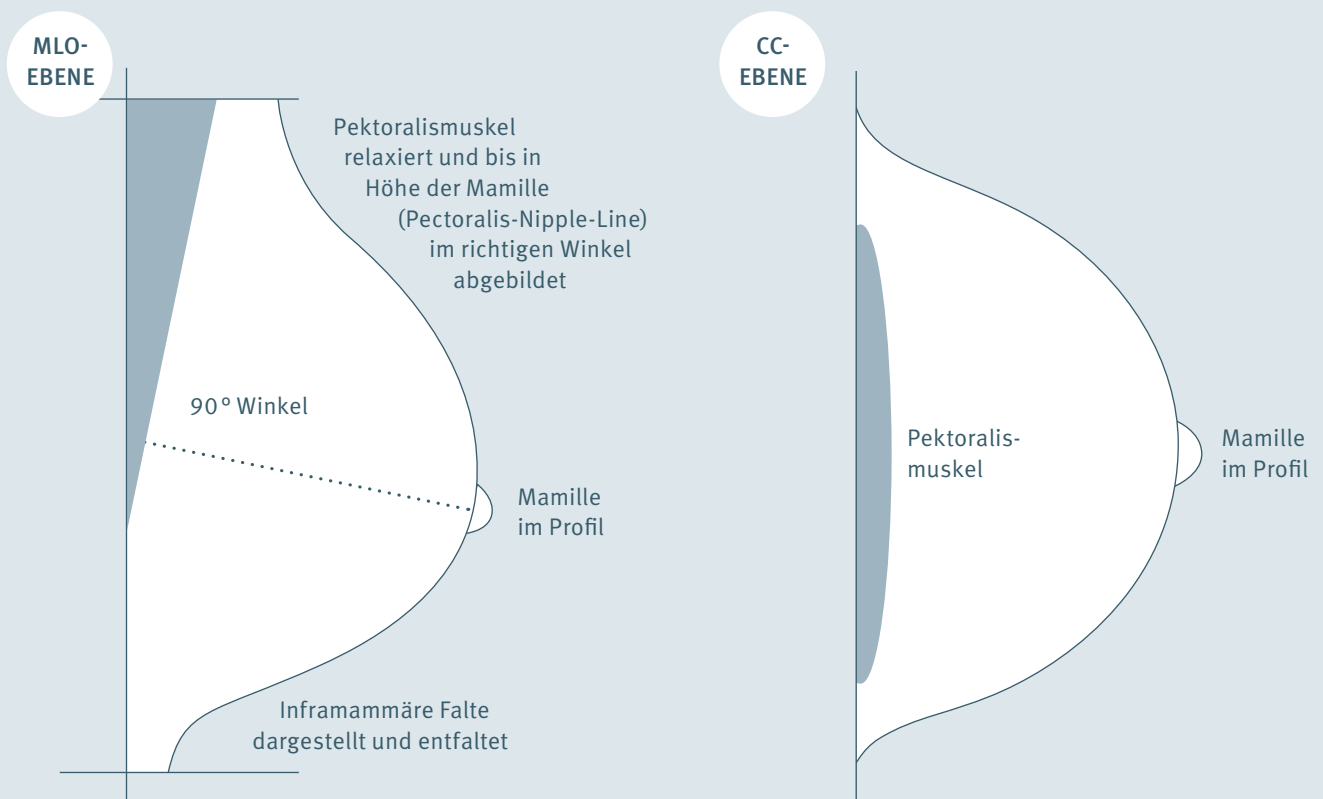 MLO-
EBENE
Pektoralismuskel
relaxiert und bis in
Höhe der Mamille
(Pectoralis-Nipple-Line)
im richtigen Winkel
abgebildet
90° Winkel
Mamille
im Profil
Inframammäre Falte
dargestellt und entfaltet
CC-
EBENE
Pektoralis-
muskel
Mamille
im Profil